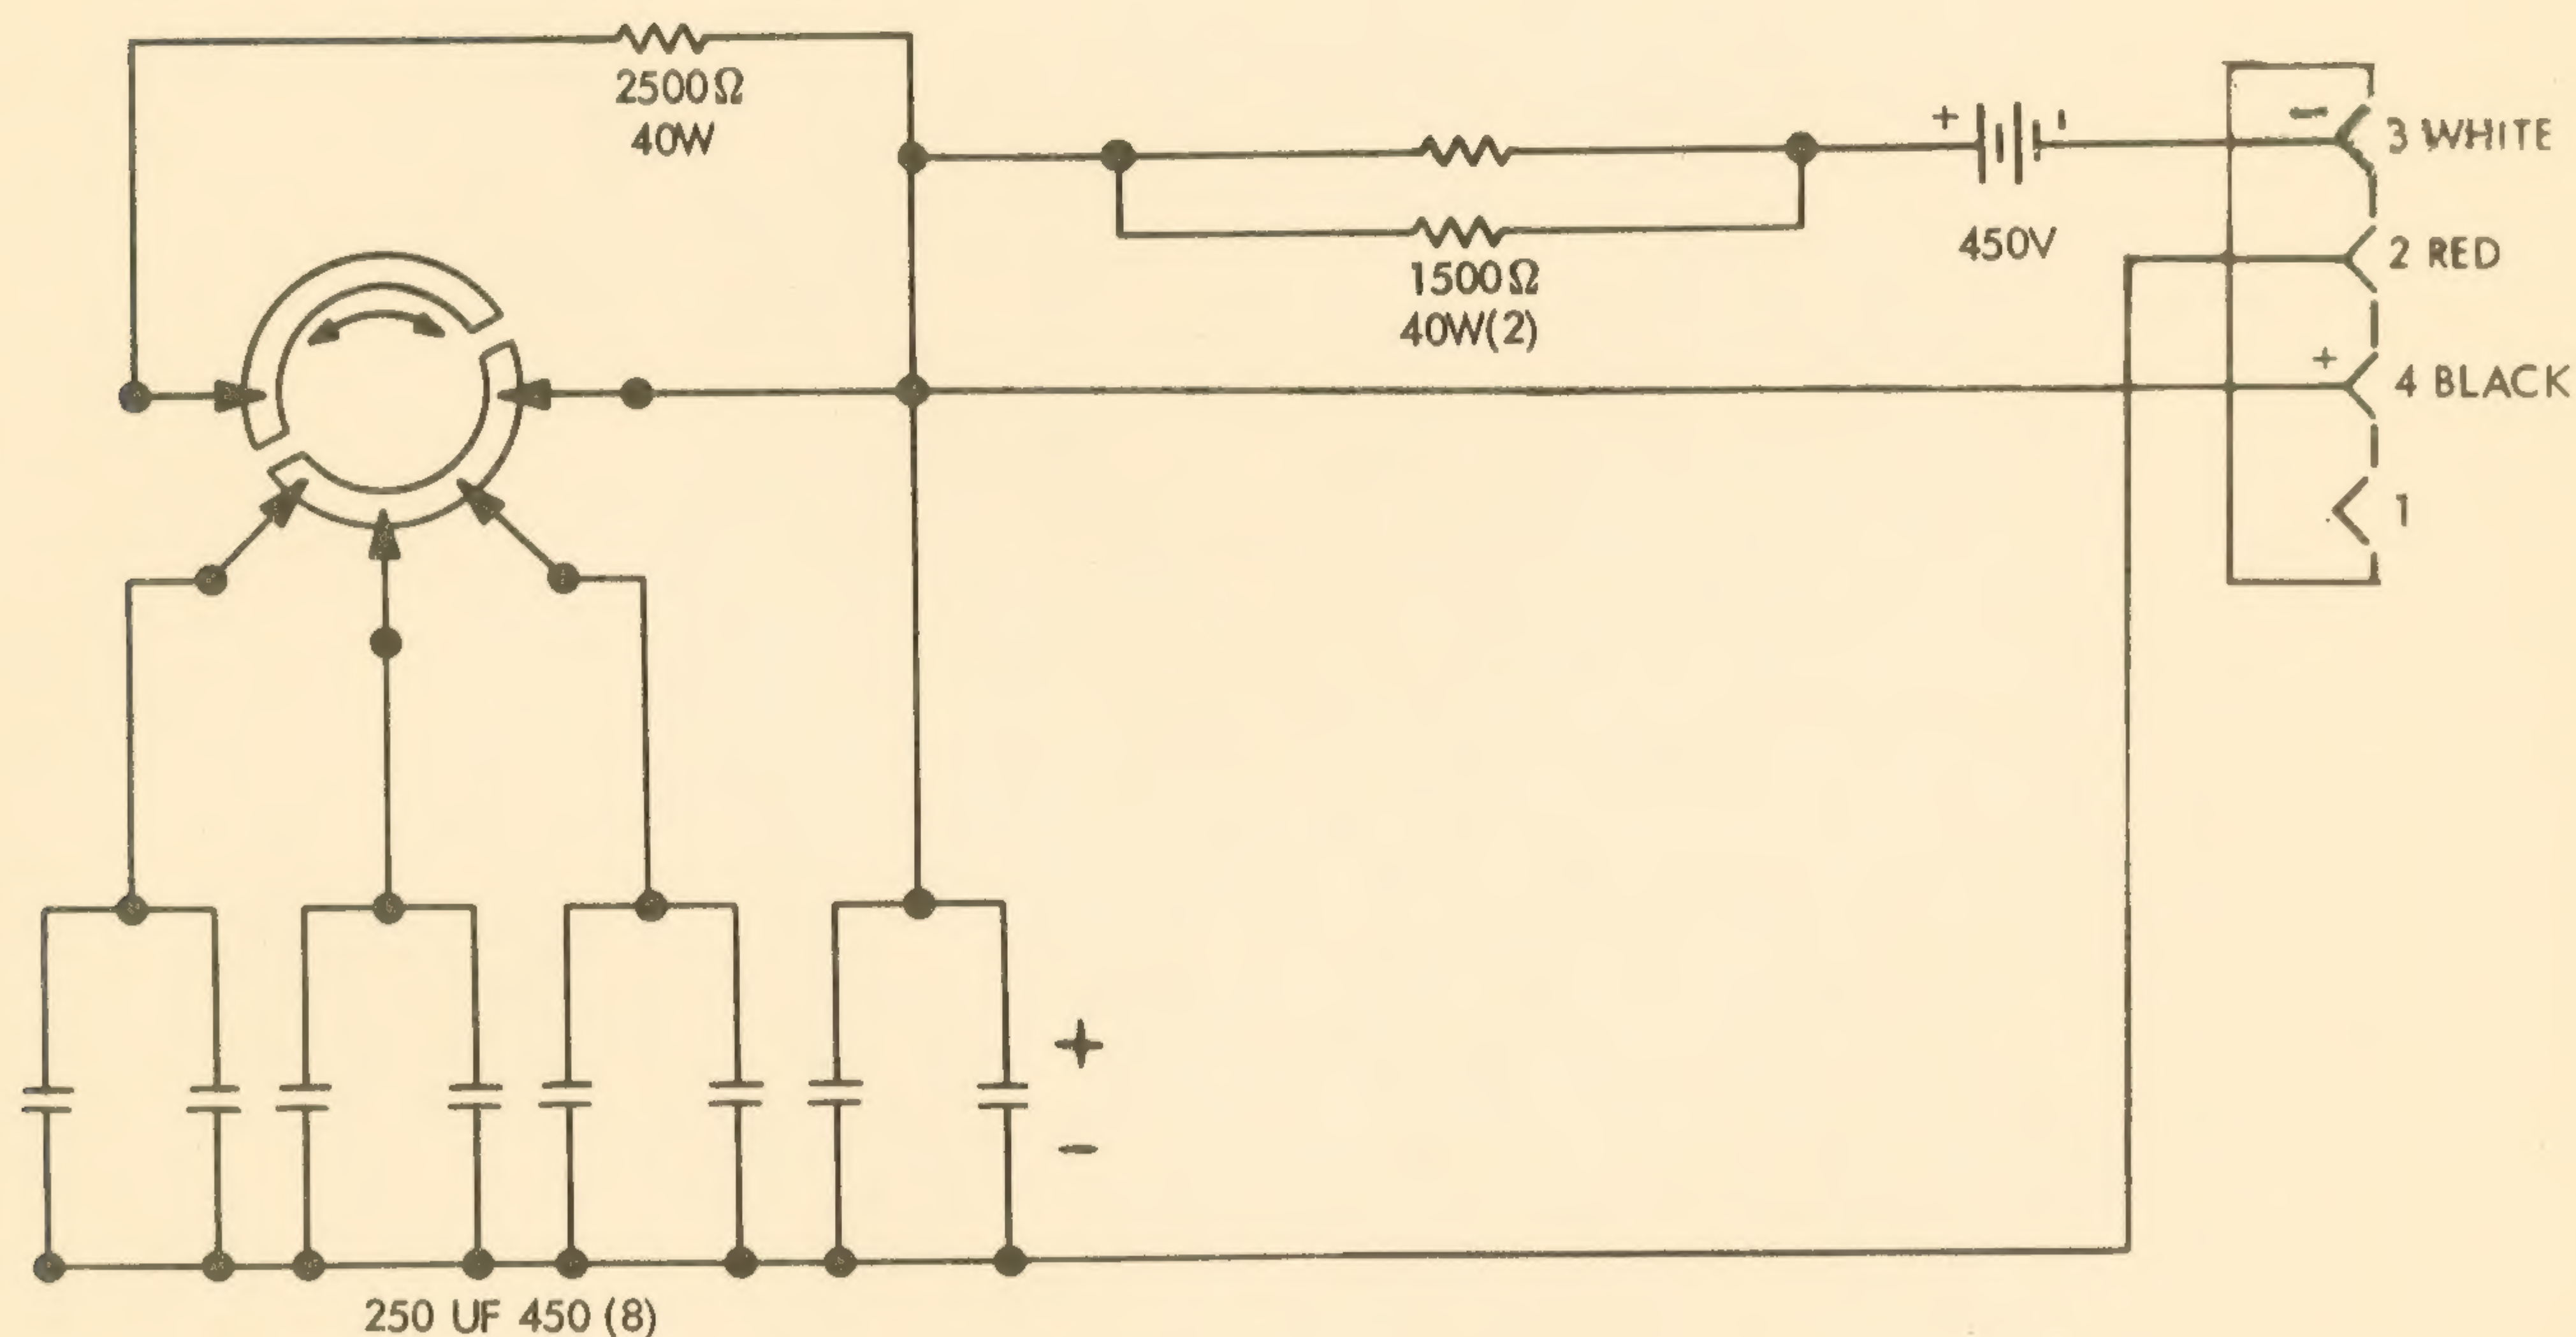 2500Ω
40W
+
-
3 WHITE
450V
2 RED
1500Ω
40W(2)
+
4 BLACK
1
+
-
250 UF 450 (8)